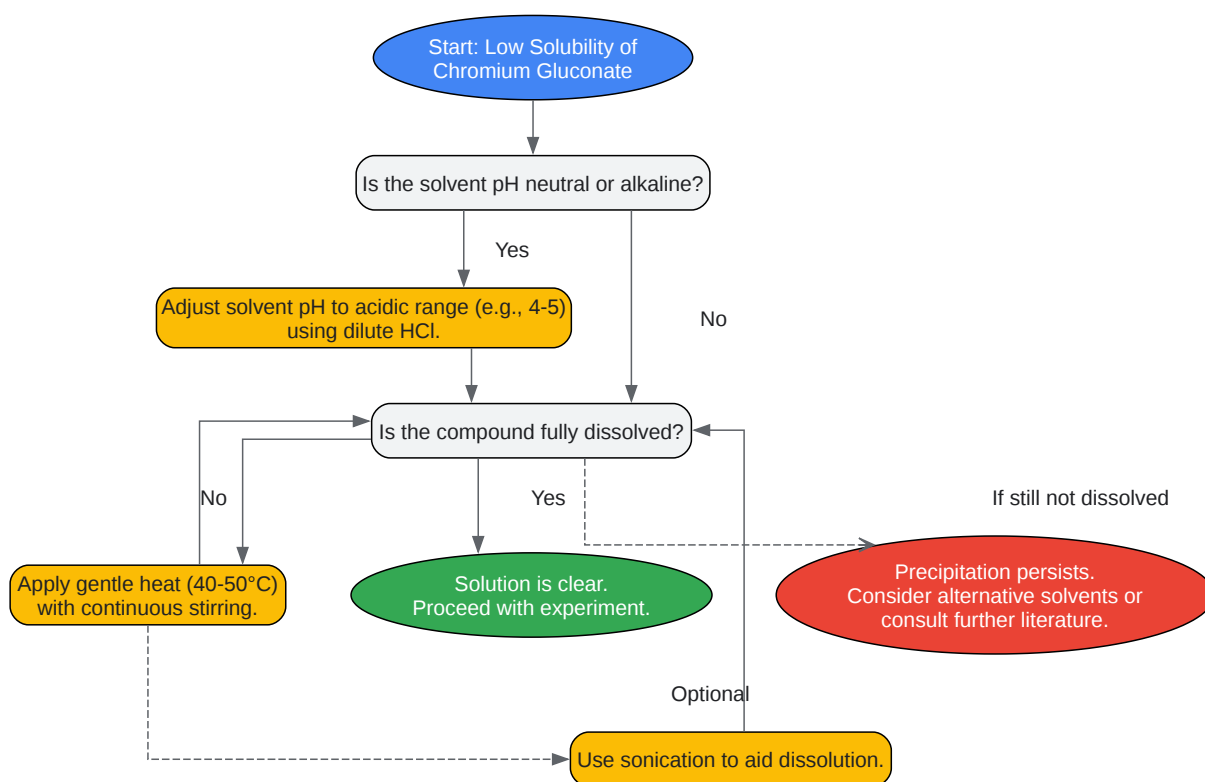 Start: Low Solubility of
Chromium Gluconate
Is the solvent pH neutral or alkaline?
Yes
Adjust solvent pH to acidic range (e.g., 4-5)
using dilute HCl.
No
Is the compound fully dissolved?
No
Yes
If still not dissolved
Apply gentle heat (40-50°C)
with continuous stirring.
Solution is clear.
Proceed with experiment.
Precipitation persists.
Consider alternative solvents or
consult further literature.
Optional
Use sonication to aid dissolution.